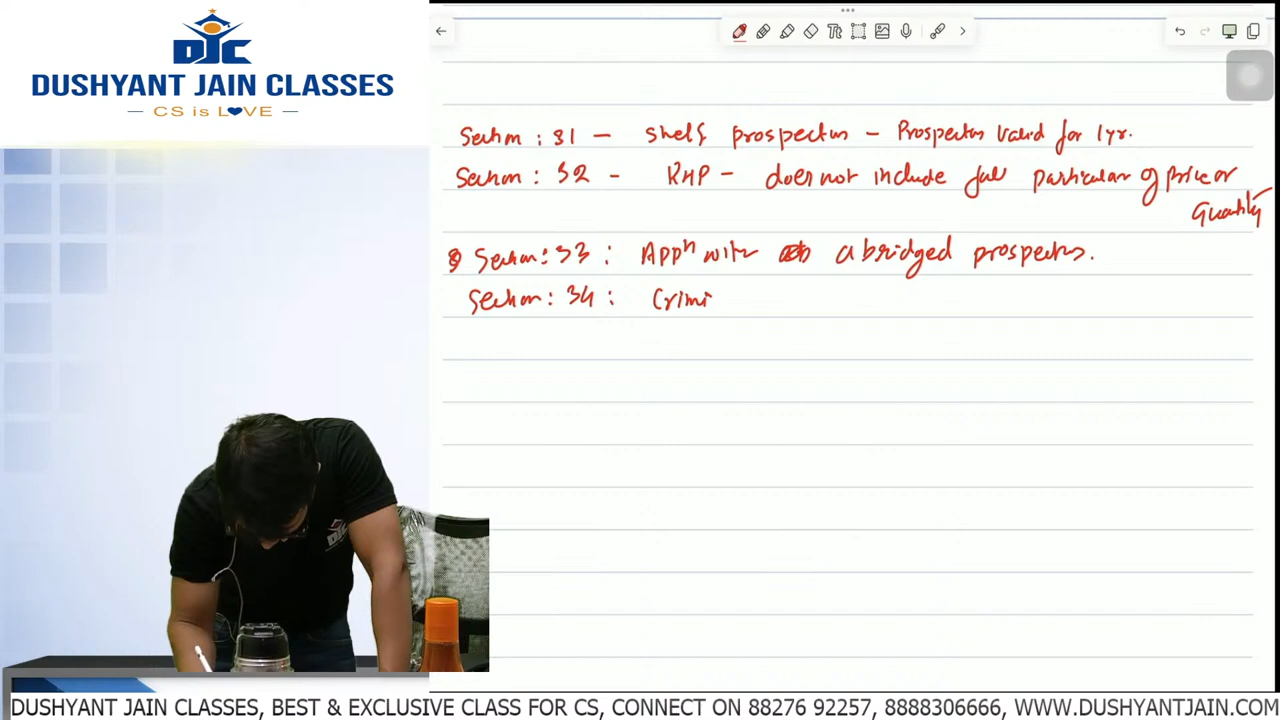 DJC
DUSHYANT JAIN CLASSES
— CS is LOVE —
Section : 31 – Shelf prospectus – Prospectus valid for 1yr.
Section : 32 - RHP – does not include full particular of price or
Quantity
Section : 33 : Appⁿ with abridged prospectus.
Section : 34 : Crimi
DUSHYANT JAIN CLASSES, BEST & EXCLUSIVE CLASS FOR CS, CONNECT ON 88276 92257, 8888306666, WWW.DUSHYANTJAIN.COM